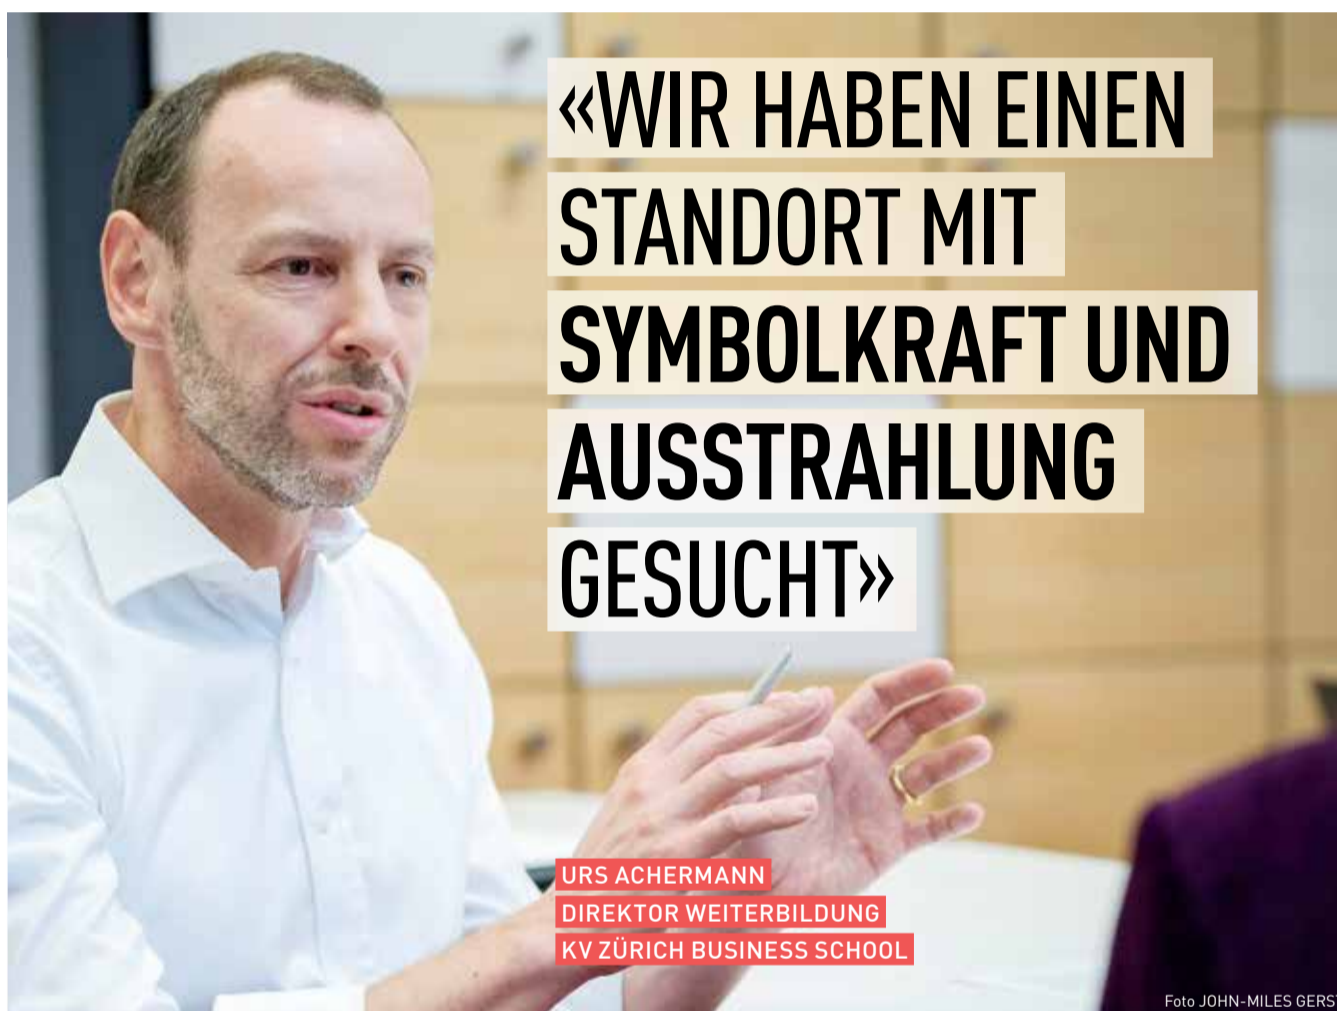 «WIR HABEN EINEN
STANDORT MIT
SYMBOLKRAFT UND
AUSSTRAHLUNG
GESUCHT»
URS ACHERMANN
DIREKTOR WEITERBILDUNG
KV ZÜRICH BUSINESS SCHOOL
Foto JOHN-MILES